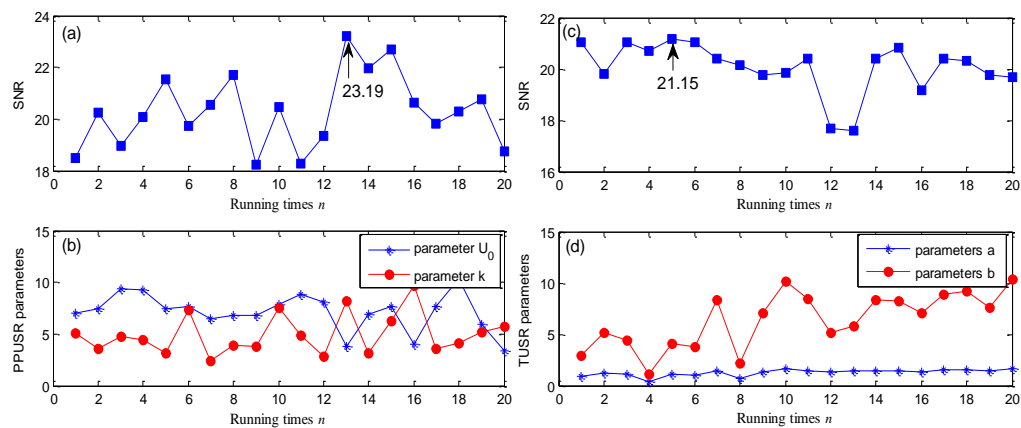 (a)
SNR
24
22
20
18
23.19
0 2 4 6 8 10 12 14 16 18 20
Running times n
(c)
SNR
22
20
18
16
21.15
0 2 4 6 8 10 12 14 16 18 20
Running times n
(b)
PPUSR parameters
15
10
5
0
parameter U0
parameter k
0 2 4 6 8 10 12 14 16 18 20
Running times n
(d)
TUSR parameters
15
10
5
0
parameters a
parameters b
0 2 4 6 8 10 12 14 16 18 20
Running times n